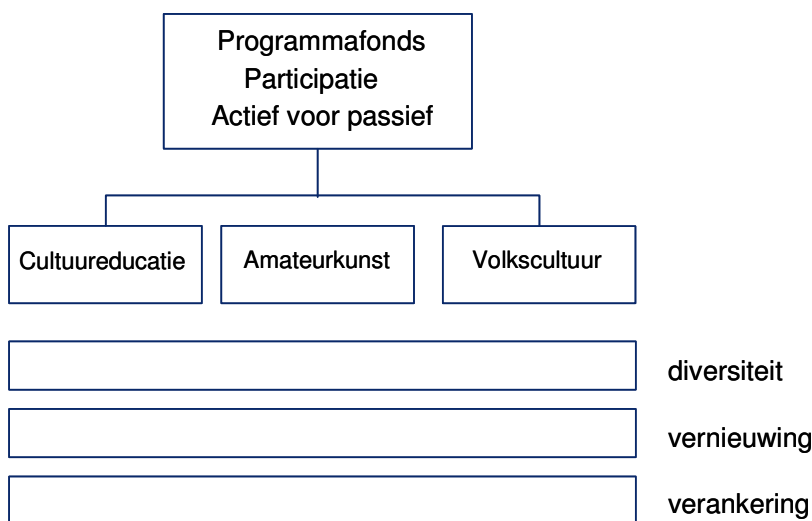 Programmafonds
Participatie
Actief voor passief
Cultuureducatie
Amateurkunst
Volkscultuur
diversiteit
vernieuwing
verankering